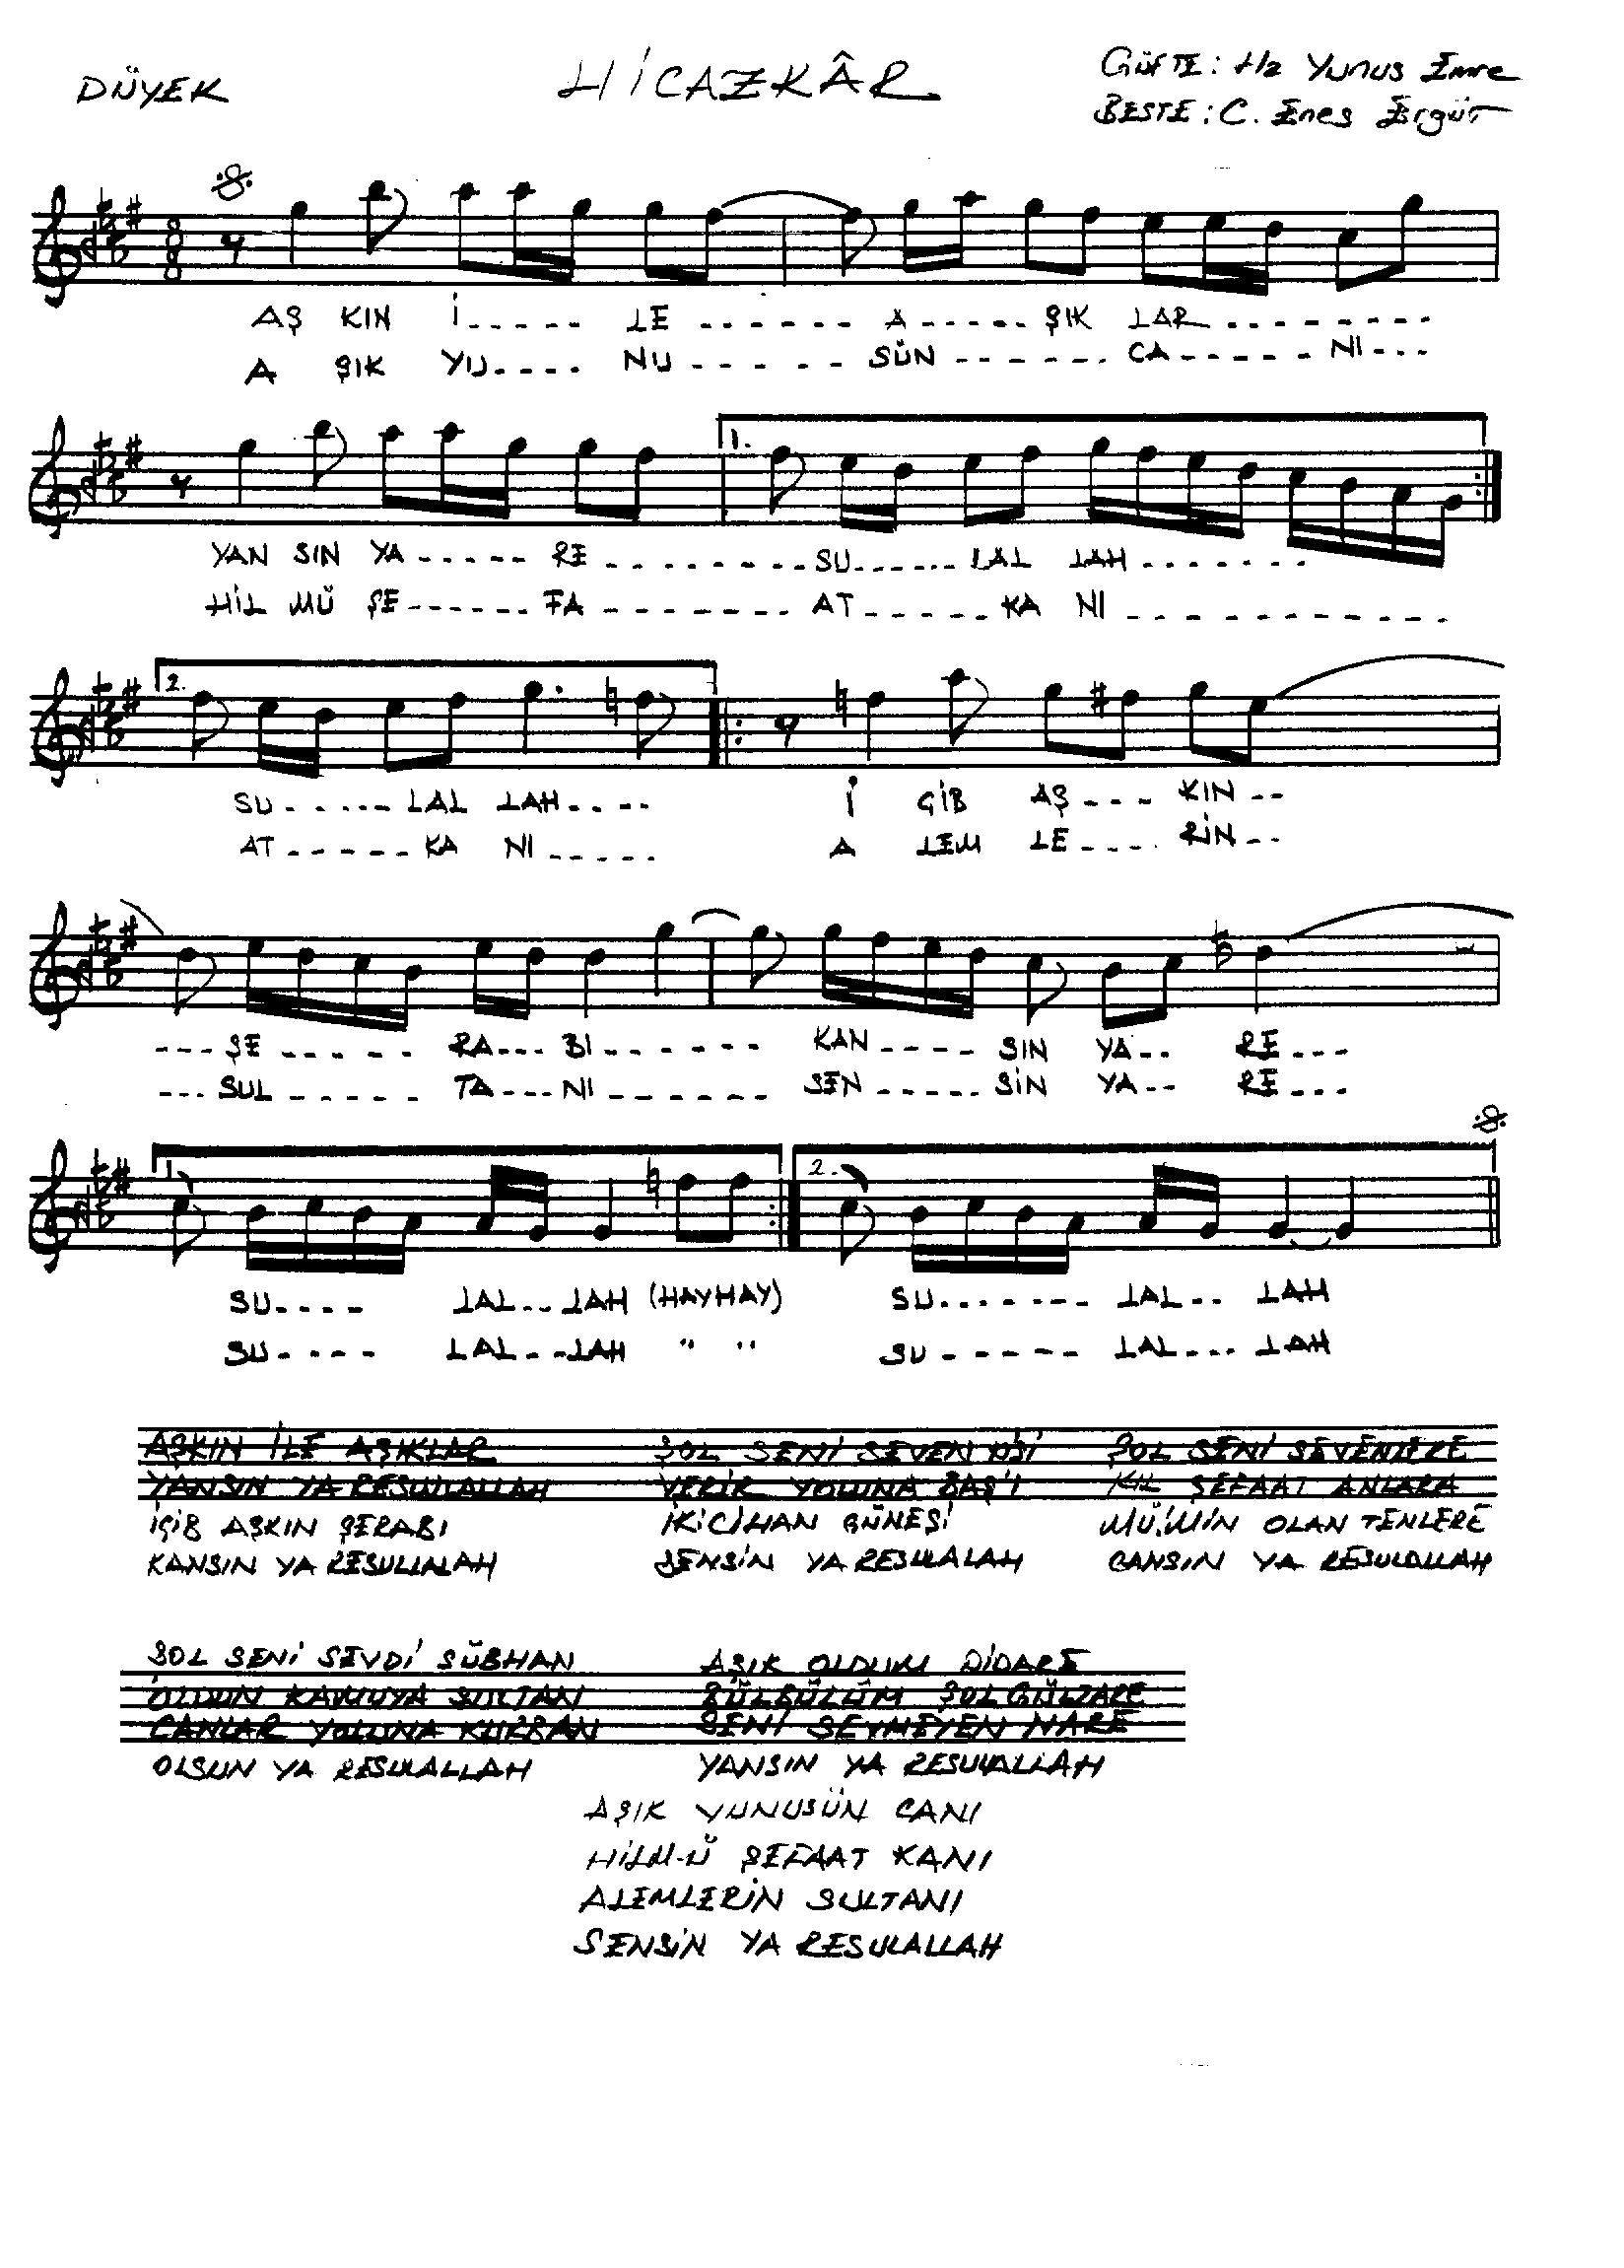 DÜYEK
HİCAZKÂR
GÜFTE: Hz Yunus Emre
BESTE: C. Enes Ergür
8
8
AŞ KIN İ----- LE ------- A----- ŞIK LAR --------
A ŞIK YU---- NU ------ SÜN ------ CA ----- NI ---
1.
YAN SIN YA ----- RE --------- SU------ LAL LAH -------
HİL MÜ ŞE ------ FA -------- AT ----- KA NI -----------
2.
SU------ LAL LAH---- İ ÇİB AŞ---- KIN --
AT ------ KA NI ----- A LEM LE---- RİN --
---ŞE ------ RA--- BI ------- KAN ---- SIN YA-- RE ---
---SUL ------ TA--- NI ------- SEN ----- SİN YA-- RE ---
1.
2.
SU---- LAL--- LAH (HAYHAY) SU------- LAL-- LAH
SU---- LAL---LAH " " SU ------ LAL--- LAH
AŞKIN İLE AŞIKLAR
YANSIN YA RESULALLAH
İÇİB AŞKIN ŞERABI
KANSIN YA RESULLALAH
ŞOL SENİ SEVEN KİŞİ
VERİR YOLUNA BAŞ'I
İKİ CİHAN GÜNEŞİ
SENSİN YA RESULALAH
ŞOL SENİ SEVENLERE
KIL ŞEFAAT ANLARA
MÜ'MİN OLAN TENLERE
CANSIN YA RESULALLAH
ŞOL SENİ SEVDİ SÜBHAN
OLDUN KAMUYA SULTAN
CANLAR YOLUNA KURBAN
OLSUN YA RESULALLAH
AŞIK OLDUM DİDARE
BÜLBÜLÜM ŞOL GÜLZARE
SENİ SEVMEYEN NARE
YANSIN YA RESULALLAH
AŞIK YUNUSÜN CANI
HİLM-Ü ŞEFAAT KANI
ALEMLERİN SULTANI
SENSİN YA RESULALLAH